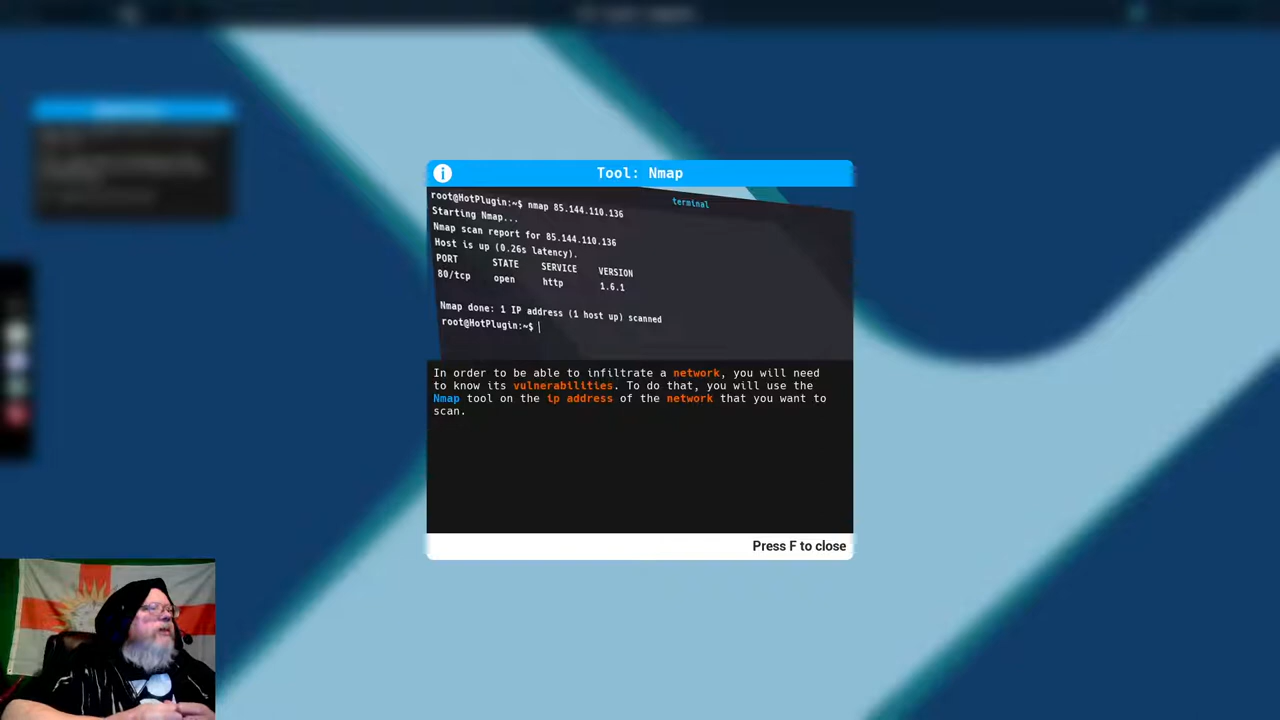 Tool: Nmap
root@HotPlugin:~$ nmap 85.144.110.136
terminal
Starting Nmap...
Nmap scan report for 85.144.110.136
Host is up (0.26s latency).
PORT STATE SERVICE VERSION
80/tcp open http 1.6.1
Nmap done: 1 IP address (1 host up) scanned
root@HotPlugin:~$
In order to be able to infiltrate a network, you will need
to know its vulnerabilities. To do that, you will use the
Nmap tool on the ip address of the network that you want to
scan.
Press F to close